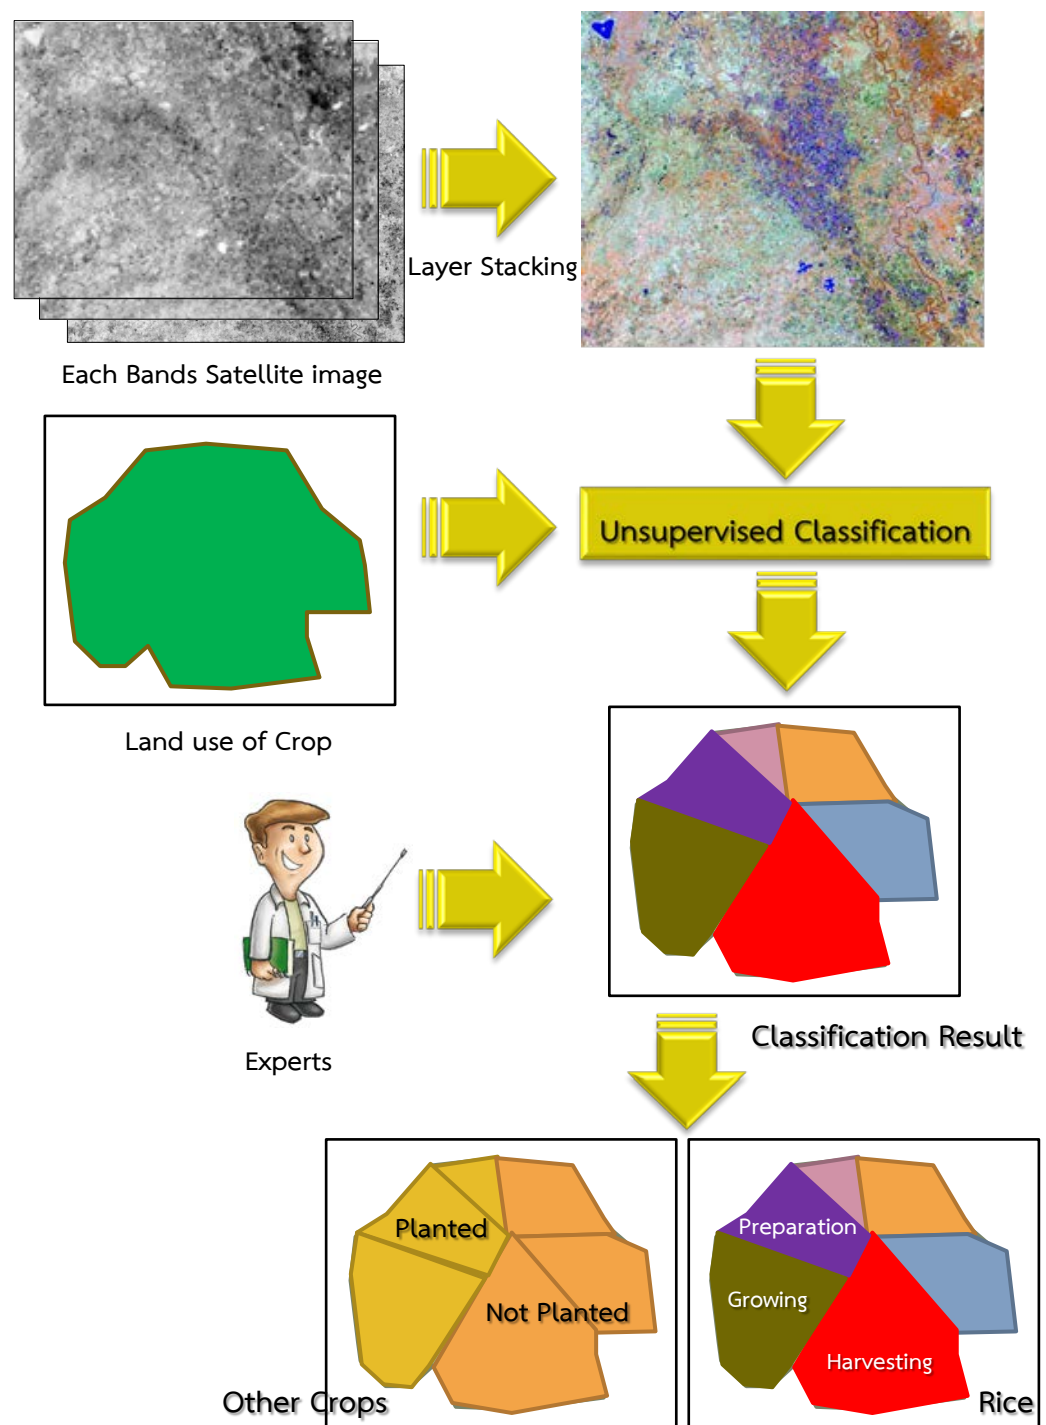 Layer Stacking
Each Bands Satellite image
Unsupervised Classification
Land use of Crop
Experts
Classification Result
Planted
Not Planted
Other Crops
Preparation
Growing
Harvesting
Rice